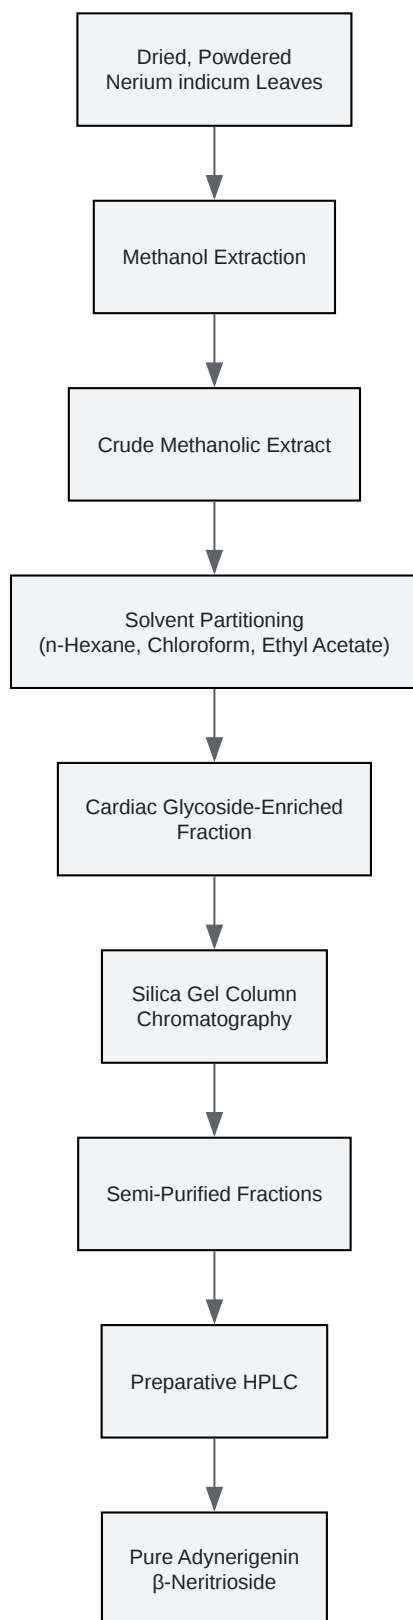 Dried, Powdered
Nerium indicum Leaves
Methanol Extraction
Crude Methanolic Extract
Solvent Partitioning
(n-Hexane, Chloroform, Ethyl Acetate)
Cardiac Glycoside-Enriched
Fraction
Silica Gel Column
Chromatography
Semi-Purified Fractions
Preparative HPLC
Pure Adynerigenin
β-Neritrioside